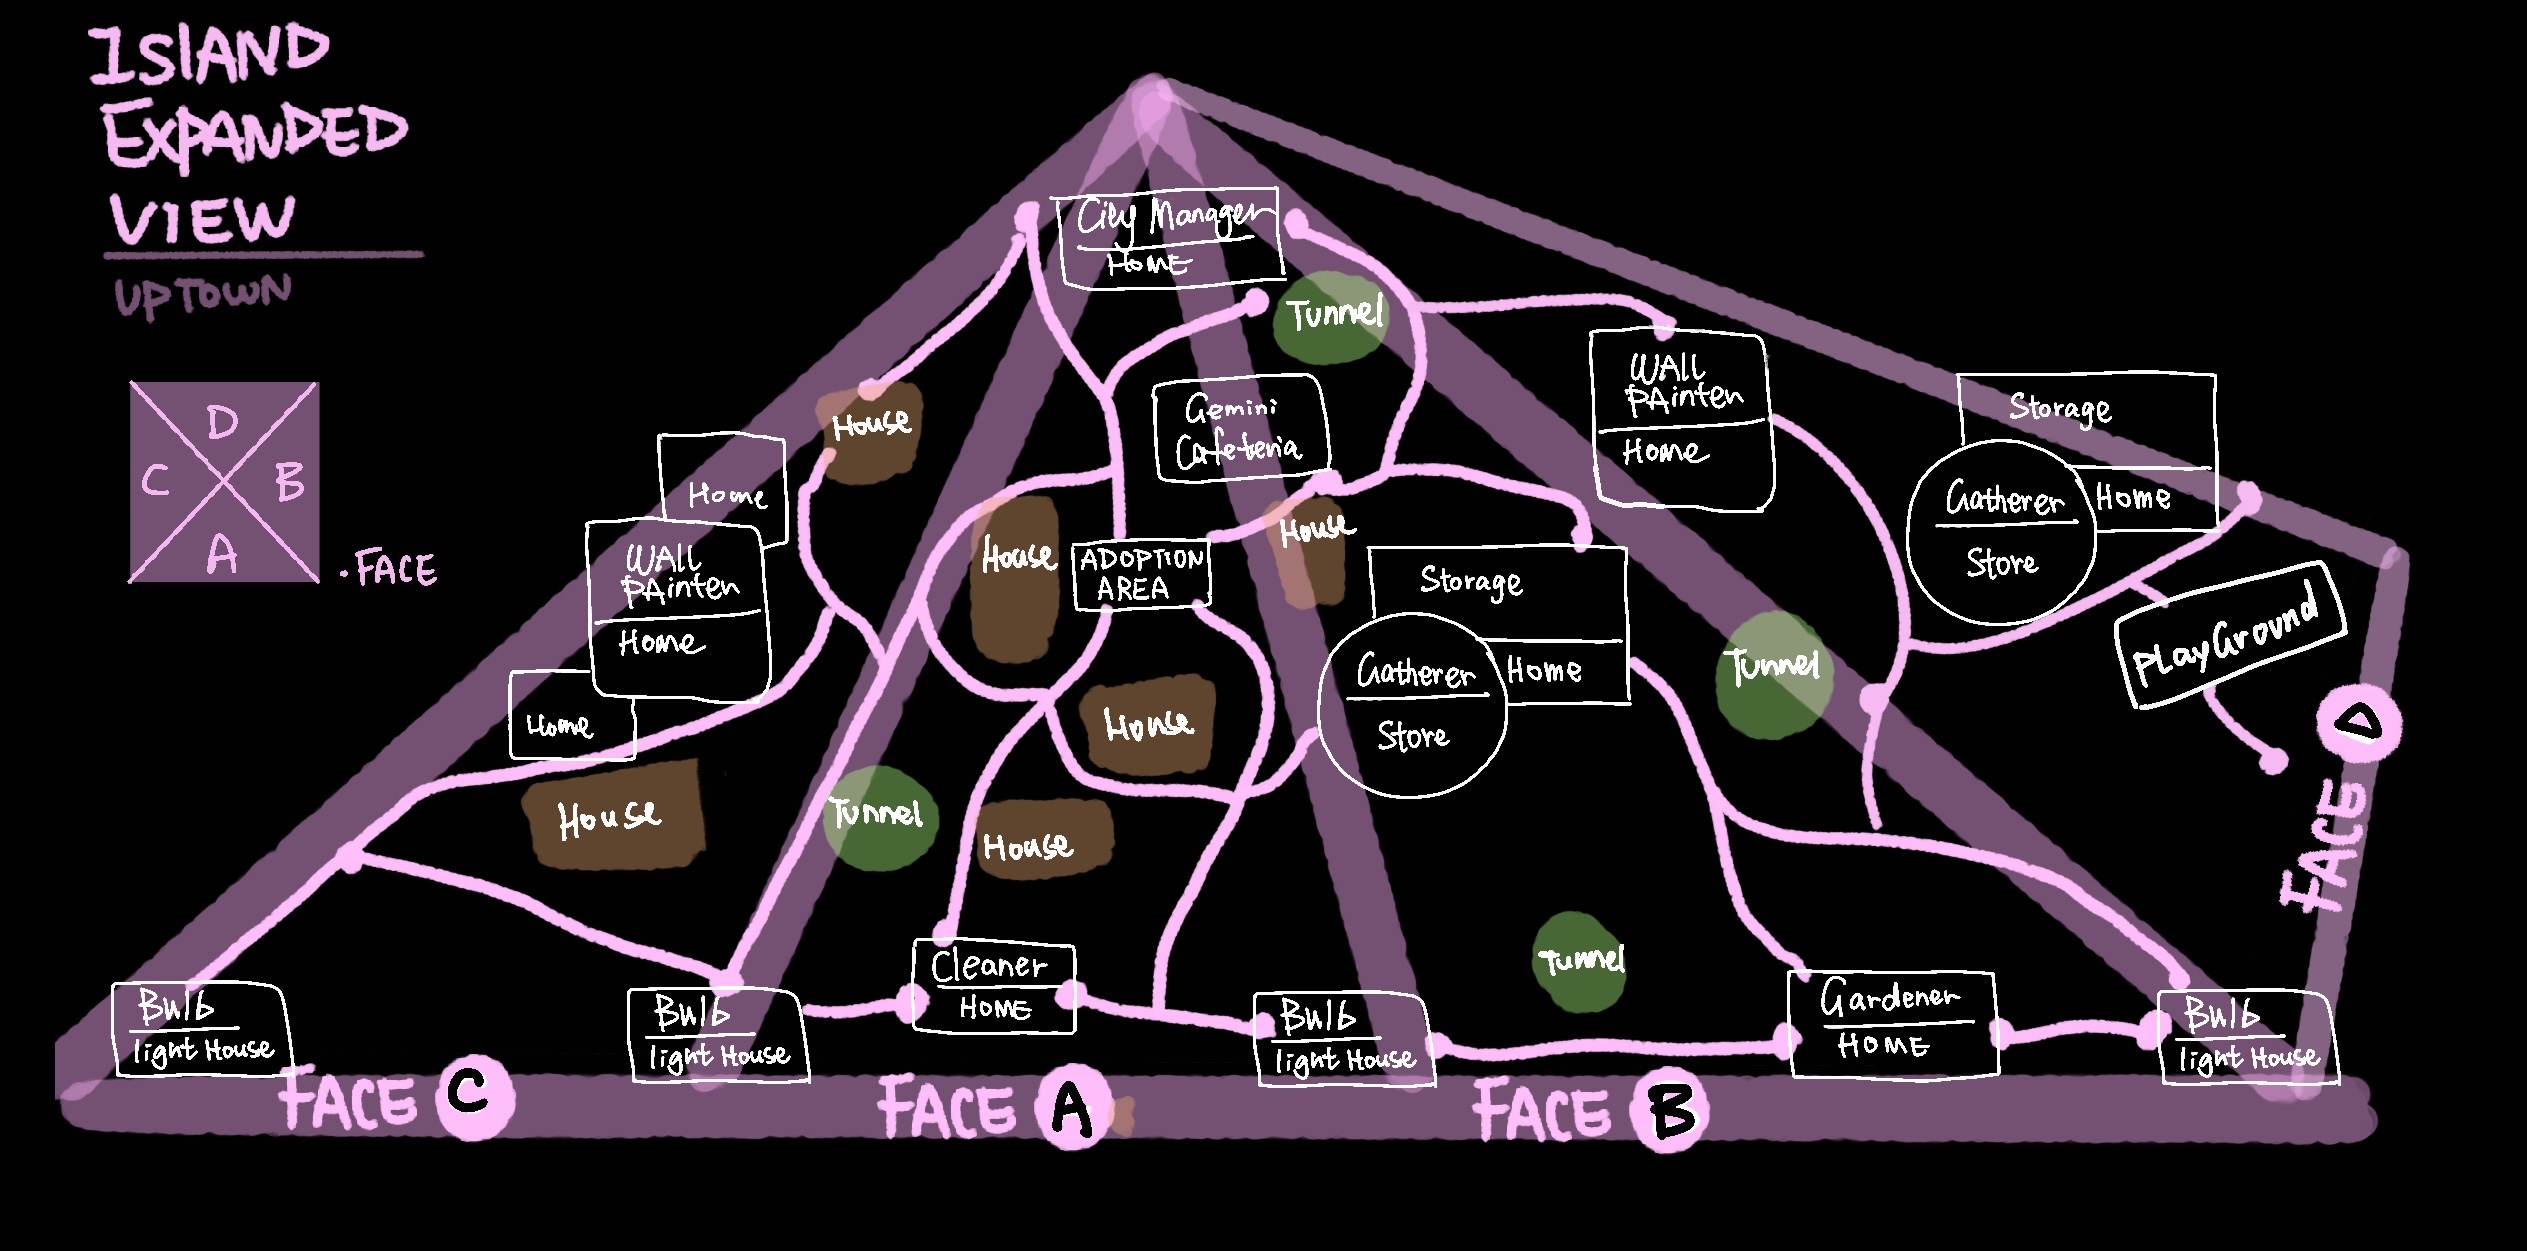 ISlAND
EXPANDED
VIEW
UPTOWN
D
C
B
A
.FACE
City Manager
HOME
Tunnel
House
Gemini
Cafeteria
WAll
PAinter
Home
Storage
Gatherer
Store
Home
Home
WAll
PAinter
Home
Home
House
House
ADOPTION
AREA
House
House
House
Tunnel
Storage
Gatherer
Store
Home
Tunnel
PlayGround
Tunnel
Cleaner
HOME
Gardener
HOME
Bulb
light House
Bulb
light House
Bulb
light House
Bulb
light House
FACE C
FACE A
FACE B
FACE D